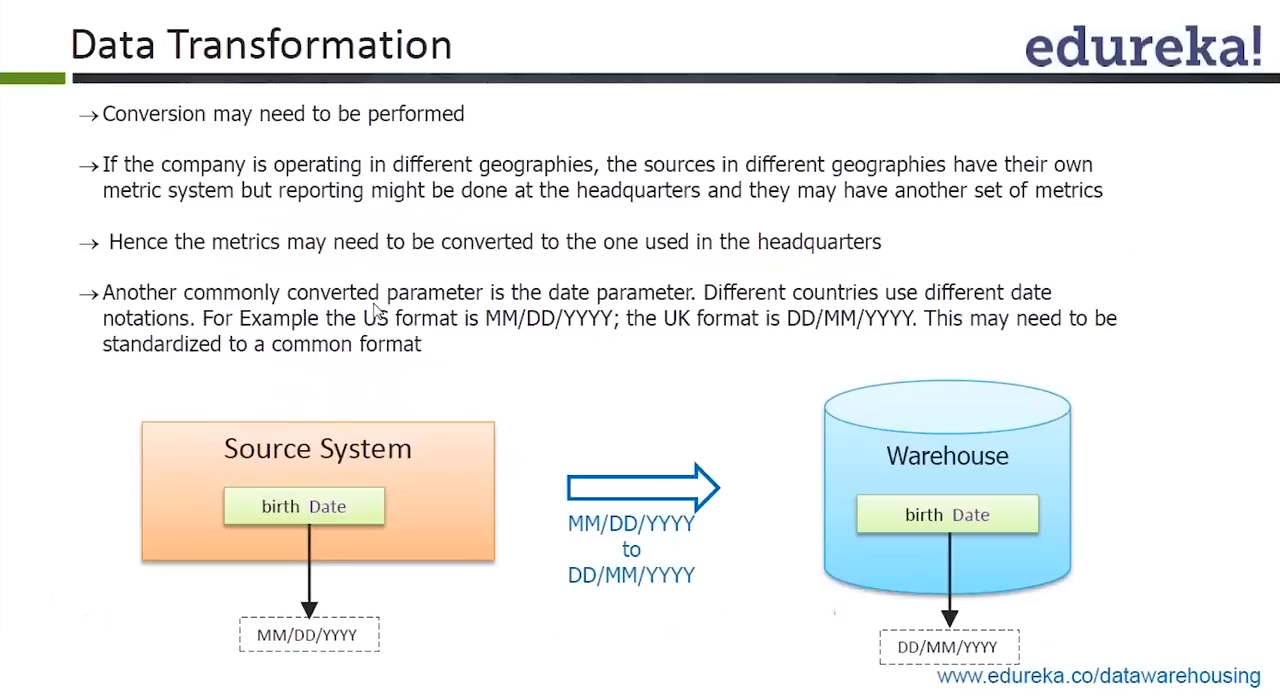 Data Transformation
edureka!
→Conversion may need to be performed
→If the company is operating in different geographies, the sources in different geographies have their own
metric system but reporting might be done at the headquarters and they may have another set of metrics
→ Hence the metrics may need to be converted to the one used in the headquarters
→Another commonly converted parameter is the date parameter. Different countries use different date
notations. For Example the US format is MM/DD/YYYY; the UK format is DD/MM/YYYY. This may need to be
standardized to a common format
Source System
birth Date
MM/DD/YYYY
MM/DD/YYYY
to
DD/MM/YYYY
Warehouse
birth Date
DD/MM/YYYY
www.edureka.co/datawarehousing